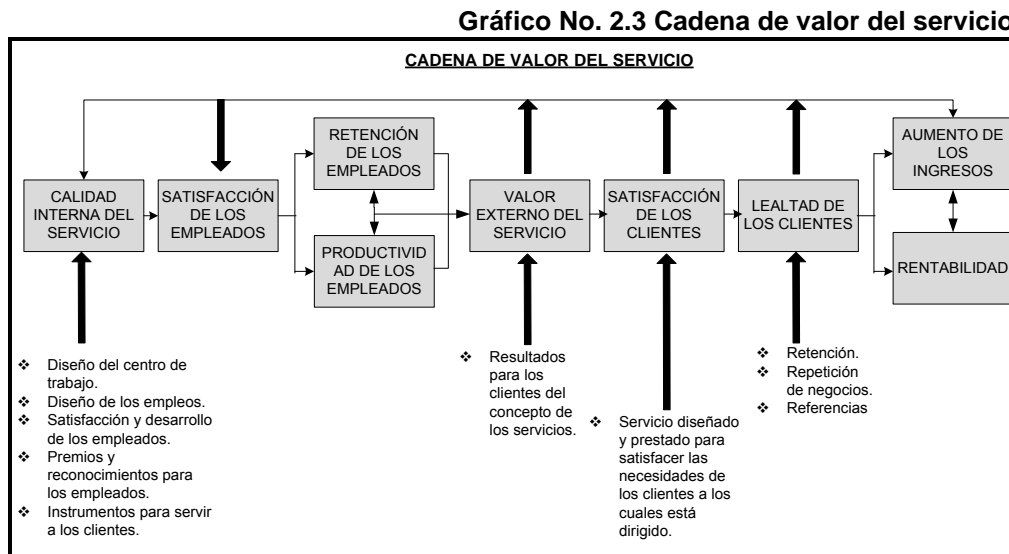 Gráfico No. 2.3 Cadena de valor del servicio
CADENA DE VALOR DEL SERVICIO
CALIDAD
INTERNA DEL
SERVICIO
SATISFACCIÓN
DE LOS
EMPLEADOS
RETENCIÓN
DE LOS
EMPLEADOS
PRODUCTIVID
AD DE LOS
EMPLEADOS
VALOR
EXTERNO DEL
SERVICIO
SATISFACCIÓN
DE LOS
CLIENTES
LEALTAD DE
LOS CLIENTES
AUMENTO DE
LOS
INGRESOS
RENTABILIDAD
❖ Diseño del centro de
trabajo.
❖ Diseño de los empleos.
❖ Satisfacción y desarrollo
de los empleados.
❖ Premios y
reconocimientos para
los empleados.
❖ Instrumentos para servir
a los clientes.
❖ Resultados
para los
clientes del
concepto de
los servicios.
❖ Servicio diseñado
y prestado para
satisfacer las
necesidades de
los clientes a los
cuales está
dirigido.
❖ Retención.
❖ Repetición
de negocios.
❖ Referencias